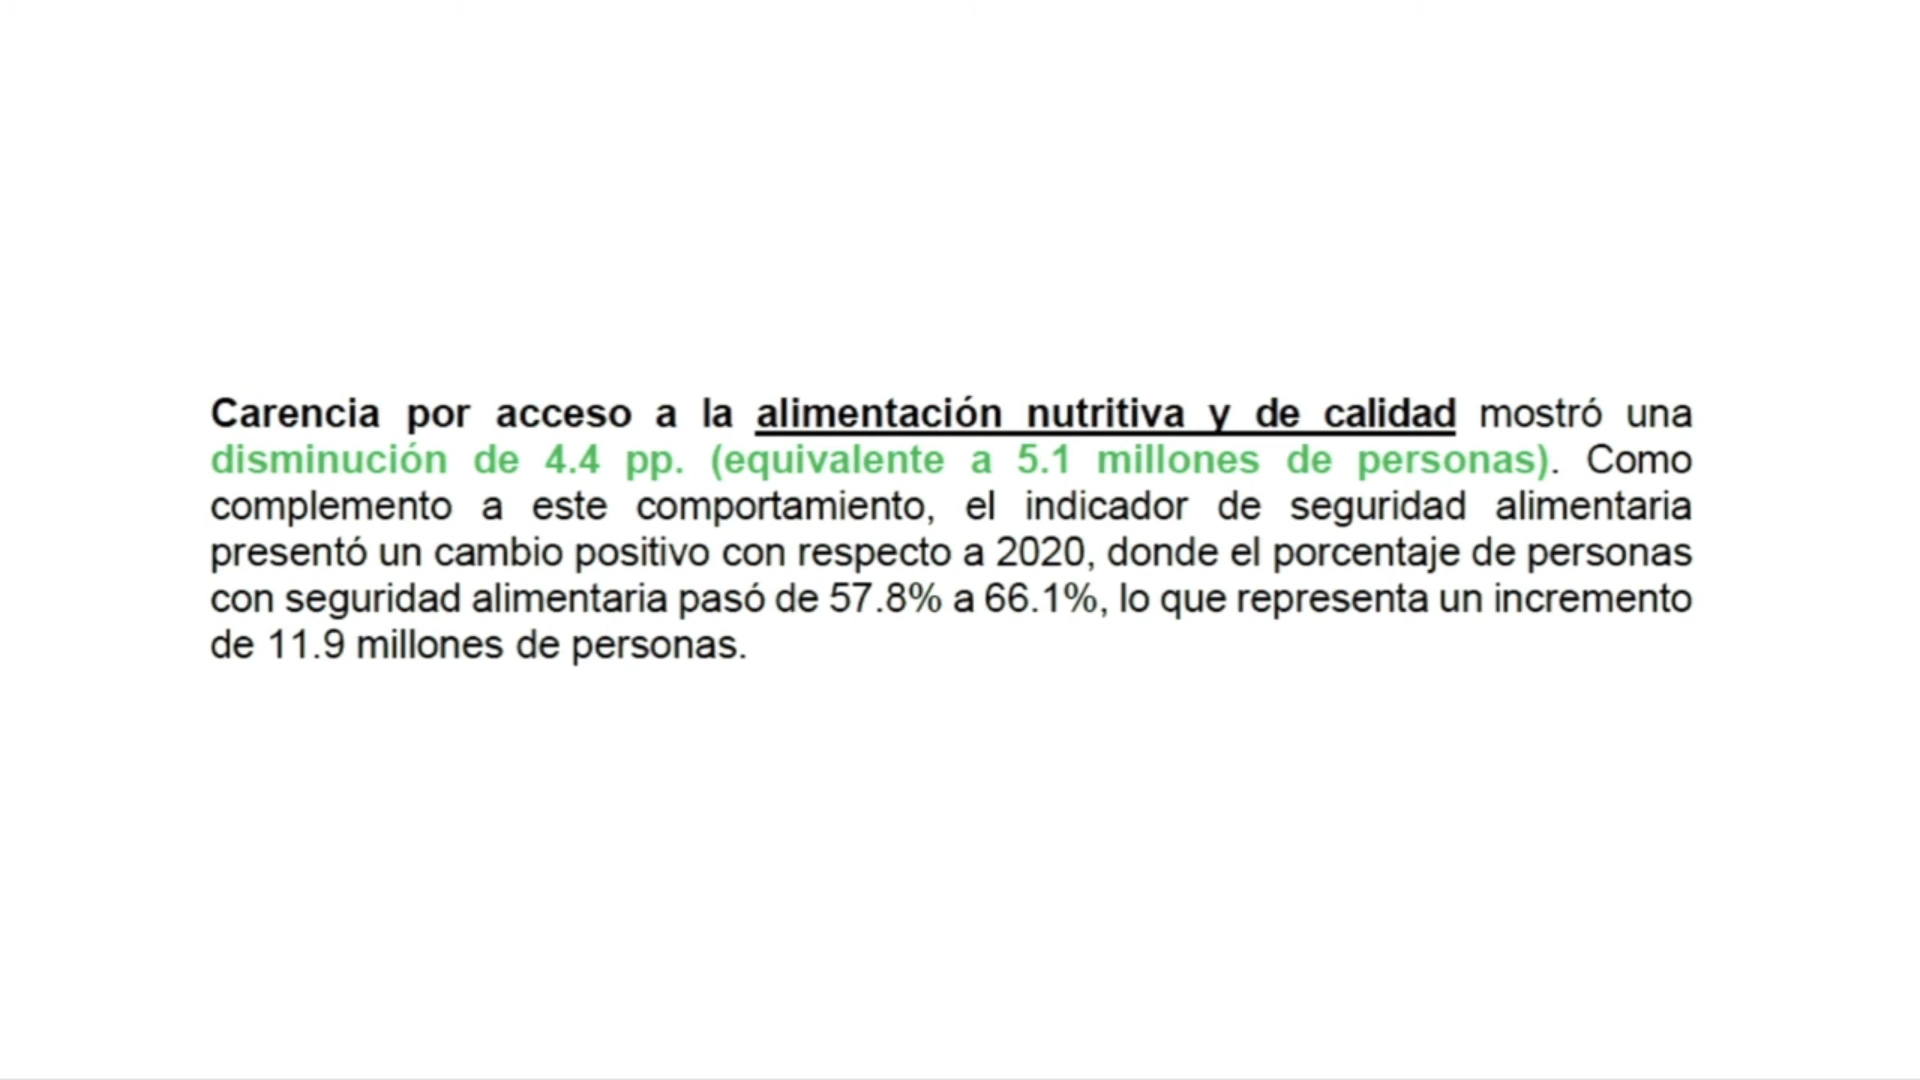 Carencia por acceso a la alimentación nutritiva y de calidad mostró una
disminución de 4.4 pp. (equivalente a 5.1 millones de personas). Como
complemento a este comportamiento, el indicador de seguridad alimentaria
presentó un cambio positivo con respecto a 2020, donde el porcentaje de personas
con seguridad alimentaria pasó de 57.8% a 66.1%, lo que representa un incremento
de 11.9 millones de personas.